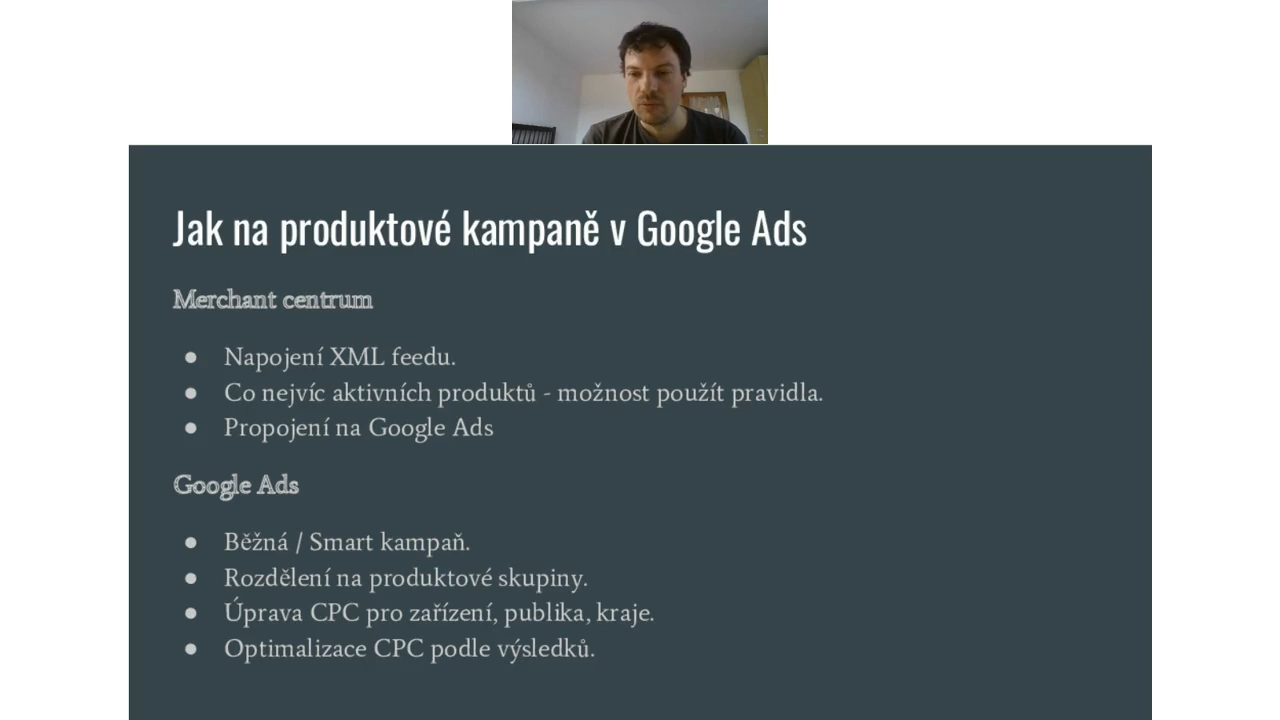 Jak na produktové kampaně v Google Ads
Merchant centrum
● Napojení XML feedu.
● Co nejvíc aktivních produktů - možnost použít pravidla.
● Propojení na Google Ads
Google Ads
● Běžná / Smart kampaň.
● Rozdělení na produktové skupiny.
● Úprava CPC pro zařízení, publika, kraje.
● Optimalizace CPC podle výsledků.